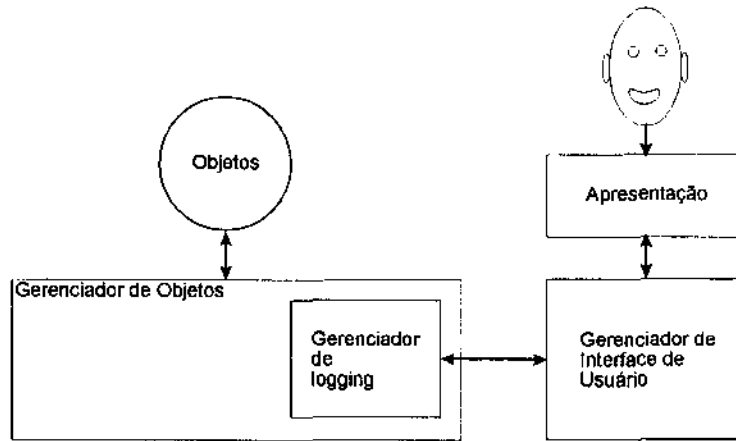 Objetos
Apresentação
Gerenciador de Objetos
Gerenciador
de
logging
Gerenciador de
Interface de
Usuário